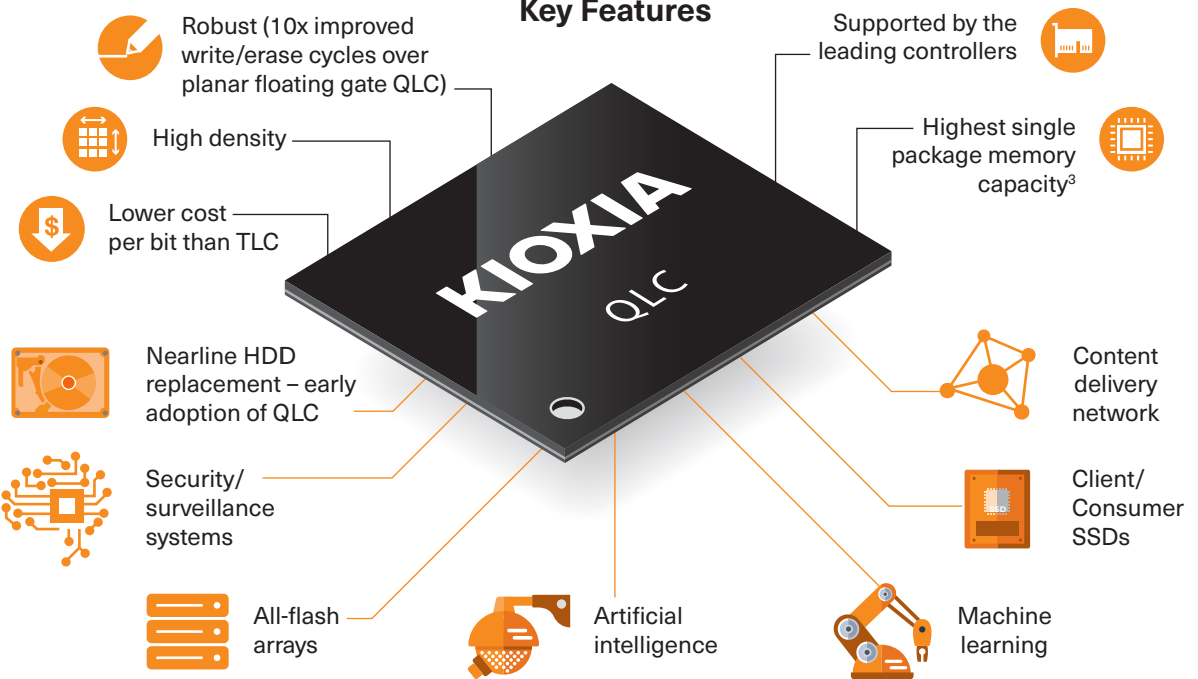 Key Features
Robust (10x improved
write/erase cycles over
planar floating gate QLC)
High density
Lower cost
per bit than TLC
Supported by the
leading controllers
Highest single
package memory
capacity³
KIOXIA
QLC
Nearline HDD
replacement – early
adoption of QLC
Security/
surveillance
systems
All-flash
arrays
Artificial
intelligence
Machine
learning
Content
delivery
network
SSD
Client/
Consumer
SSDs
$